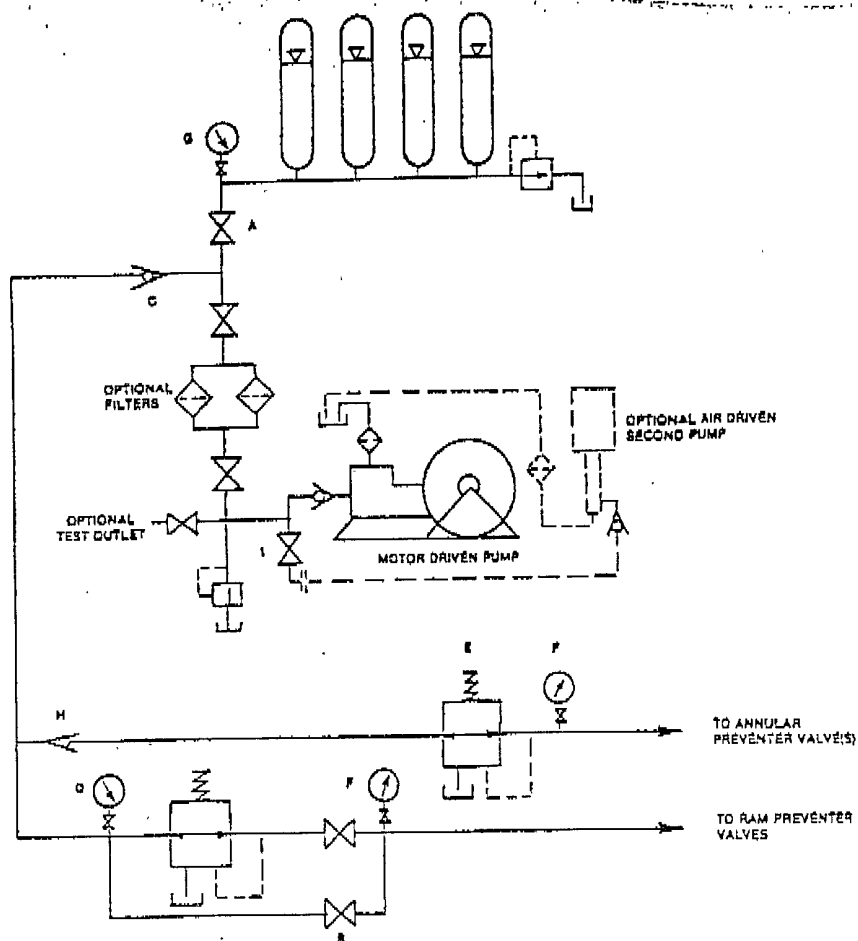 G
A
C
OPTIONAL
FILTERS
OPTIONAL AIR DRIVEN
SECOND PUMP
OPTIONAL
TEST OUTLET
MOTOR DRIVEN PUMP
E
F
H
TO ANNULAR
PREVENTER VALVE(S)
F
TO RAM PREVENTER
VALVES